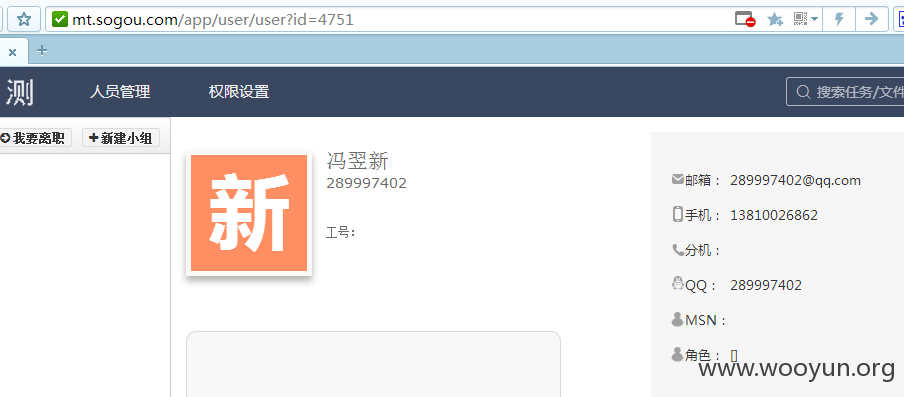 mt.sogou.com/app/user/user?id=4751
测
人员管理
权限设置
搜索任务/文件
我要离职
新建小组
新
冯翌新
289997402
工号：
邮箱： 289997402@qq.com
手机： 13810026862
分机：
QQ： 289997402
MSN：
角色： []
www.wooyun.org